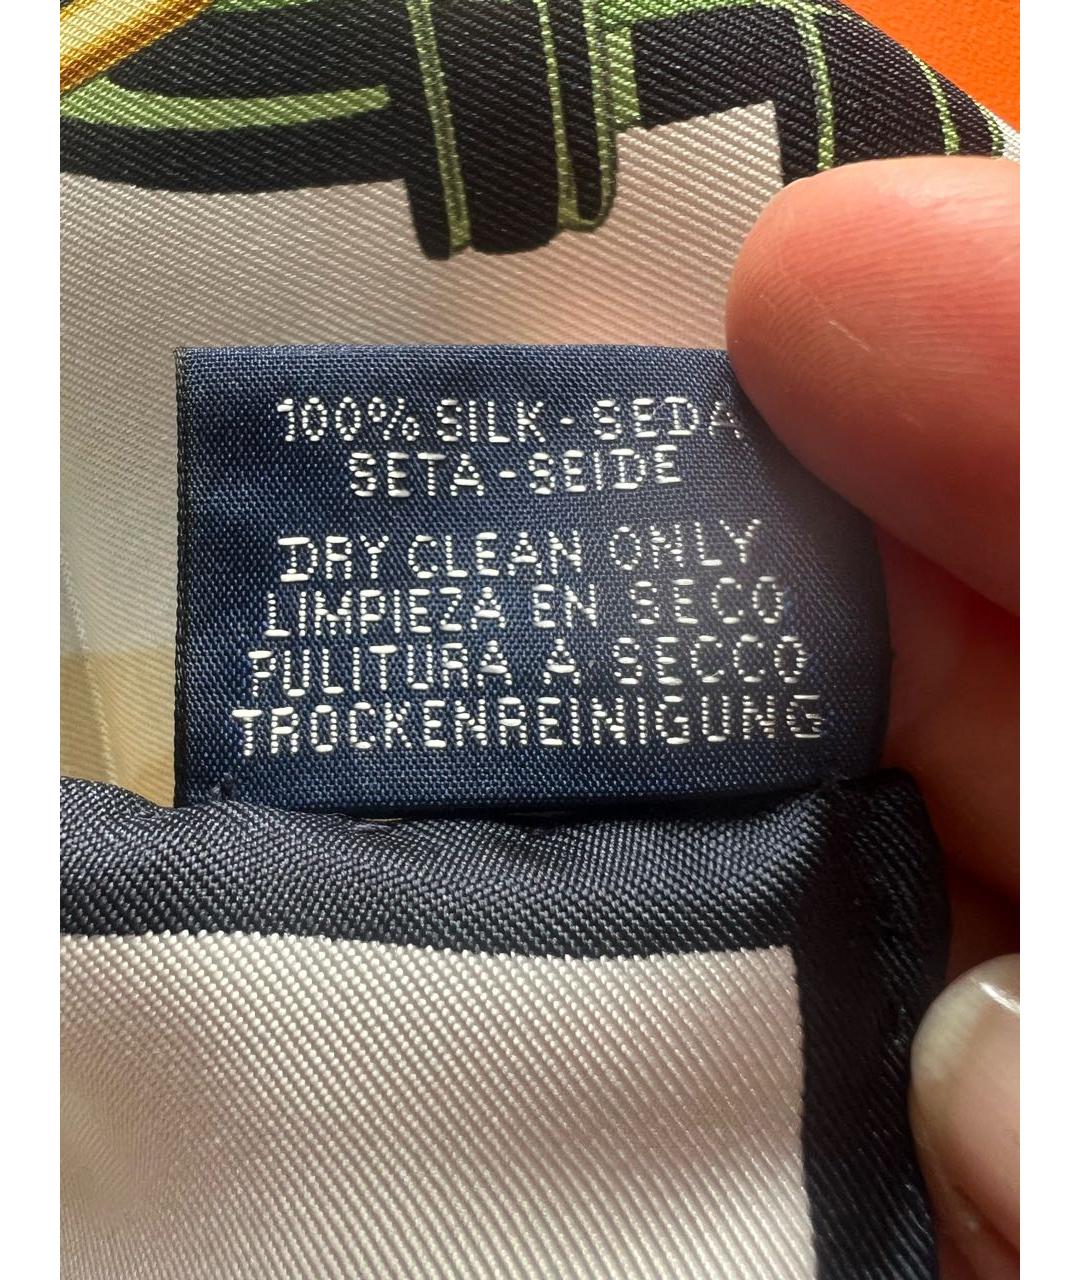 100% SILK - SEDA
SETA - SEIDE
DRY CLEAN ONLY
LIMPIEZA EN SECO
PULITURA A SECCO
TROCKENREINIGUNG